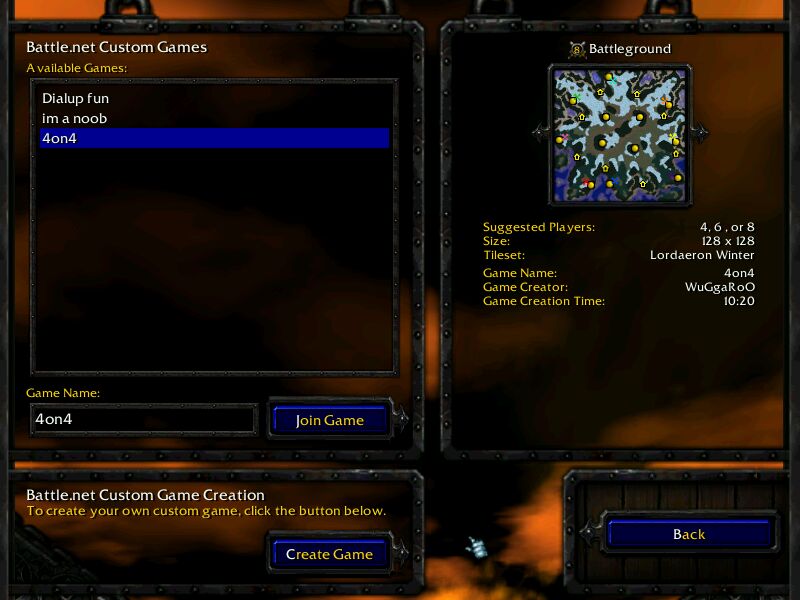 Battle.net Custom Games
Available Games:
Dialup fun
im a noob
4on4
Game Name:
4on4
Join Game
8 Battleground
Suggested Players: 4, 6 , or 8
Size: 128 x 128
Tileset: Lordaeron Winter
Game Name: 4on4
Game Creator: WuGgaRoO
Game Creation Time: 10:20
Battle.net Custom Game Creation
To create your own custom game, click the button below.
Create Game
Back